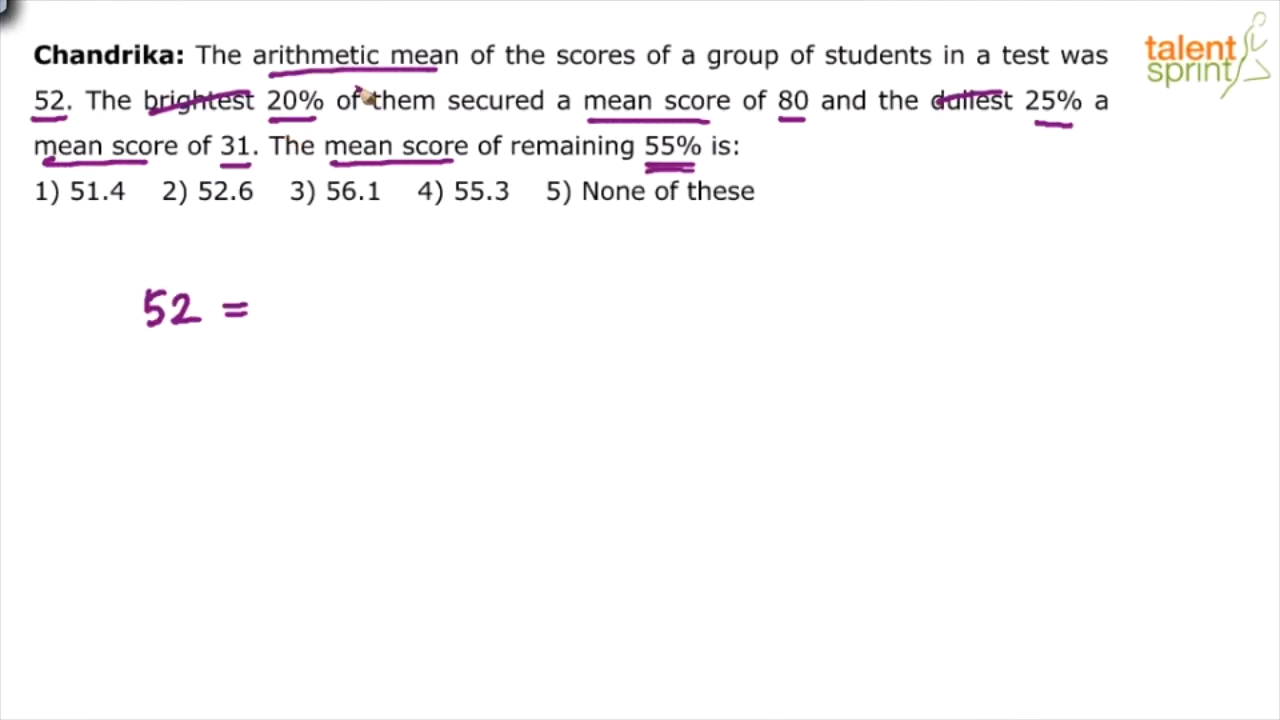 Chandrika: The arithmetic mean of the scores of a group of students in a test was
52. The brightest 20% of them secured a mean score of 80 and the dullest 25% a
mean score of 31. The mean score of remaining 55% is:
1) 51.4 2) 52.6 3) 56.1 4) 55.3 5) None of these
talent
sprint
52 =